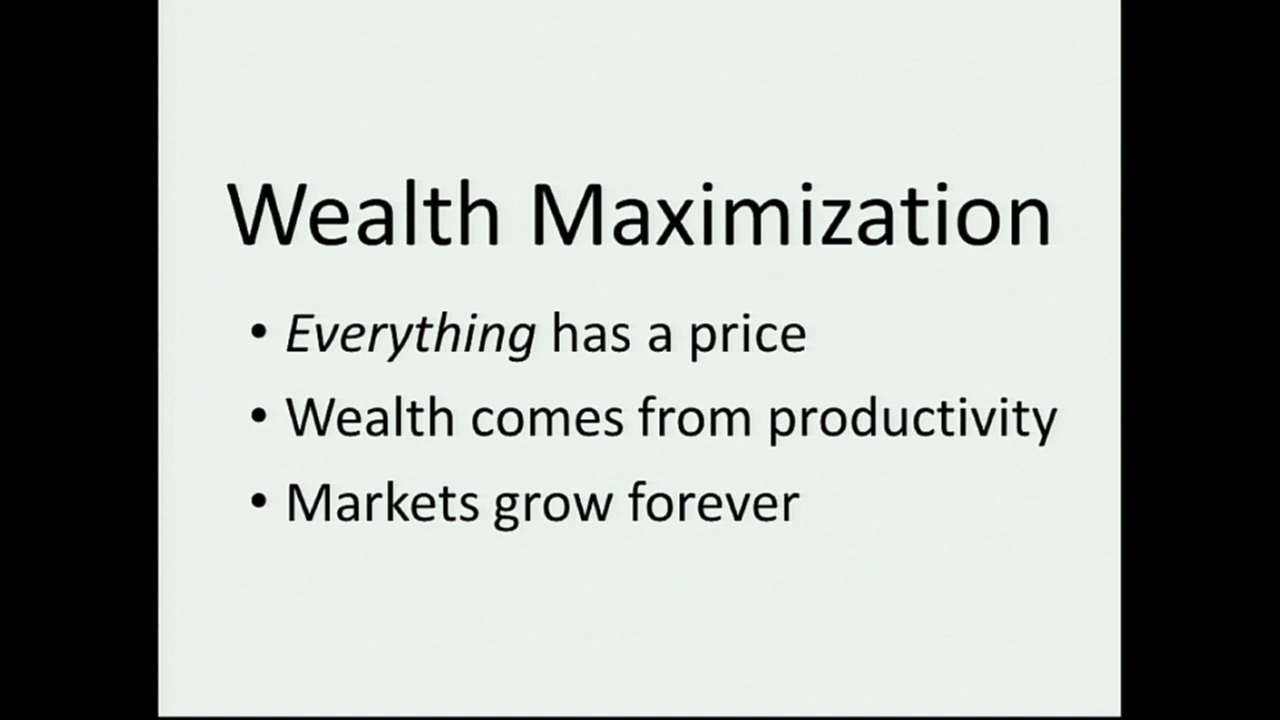 Wealth Maximization
• Everything has a price
• Wealth comes from productivity
• Markets grow forever